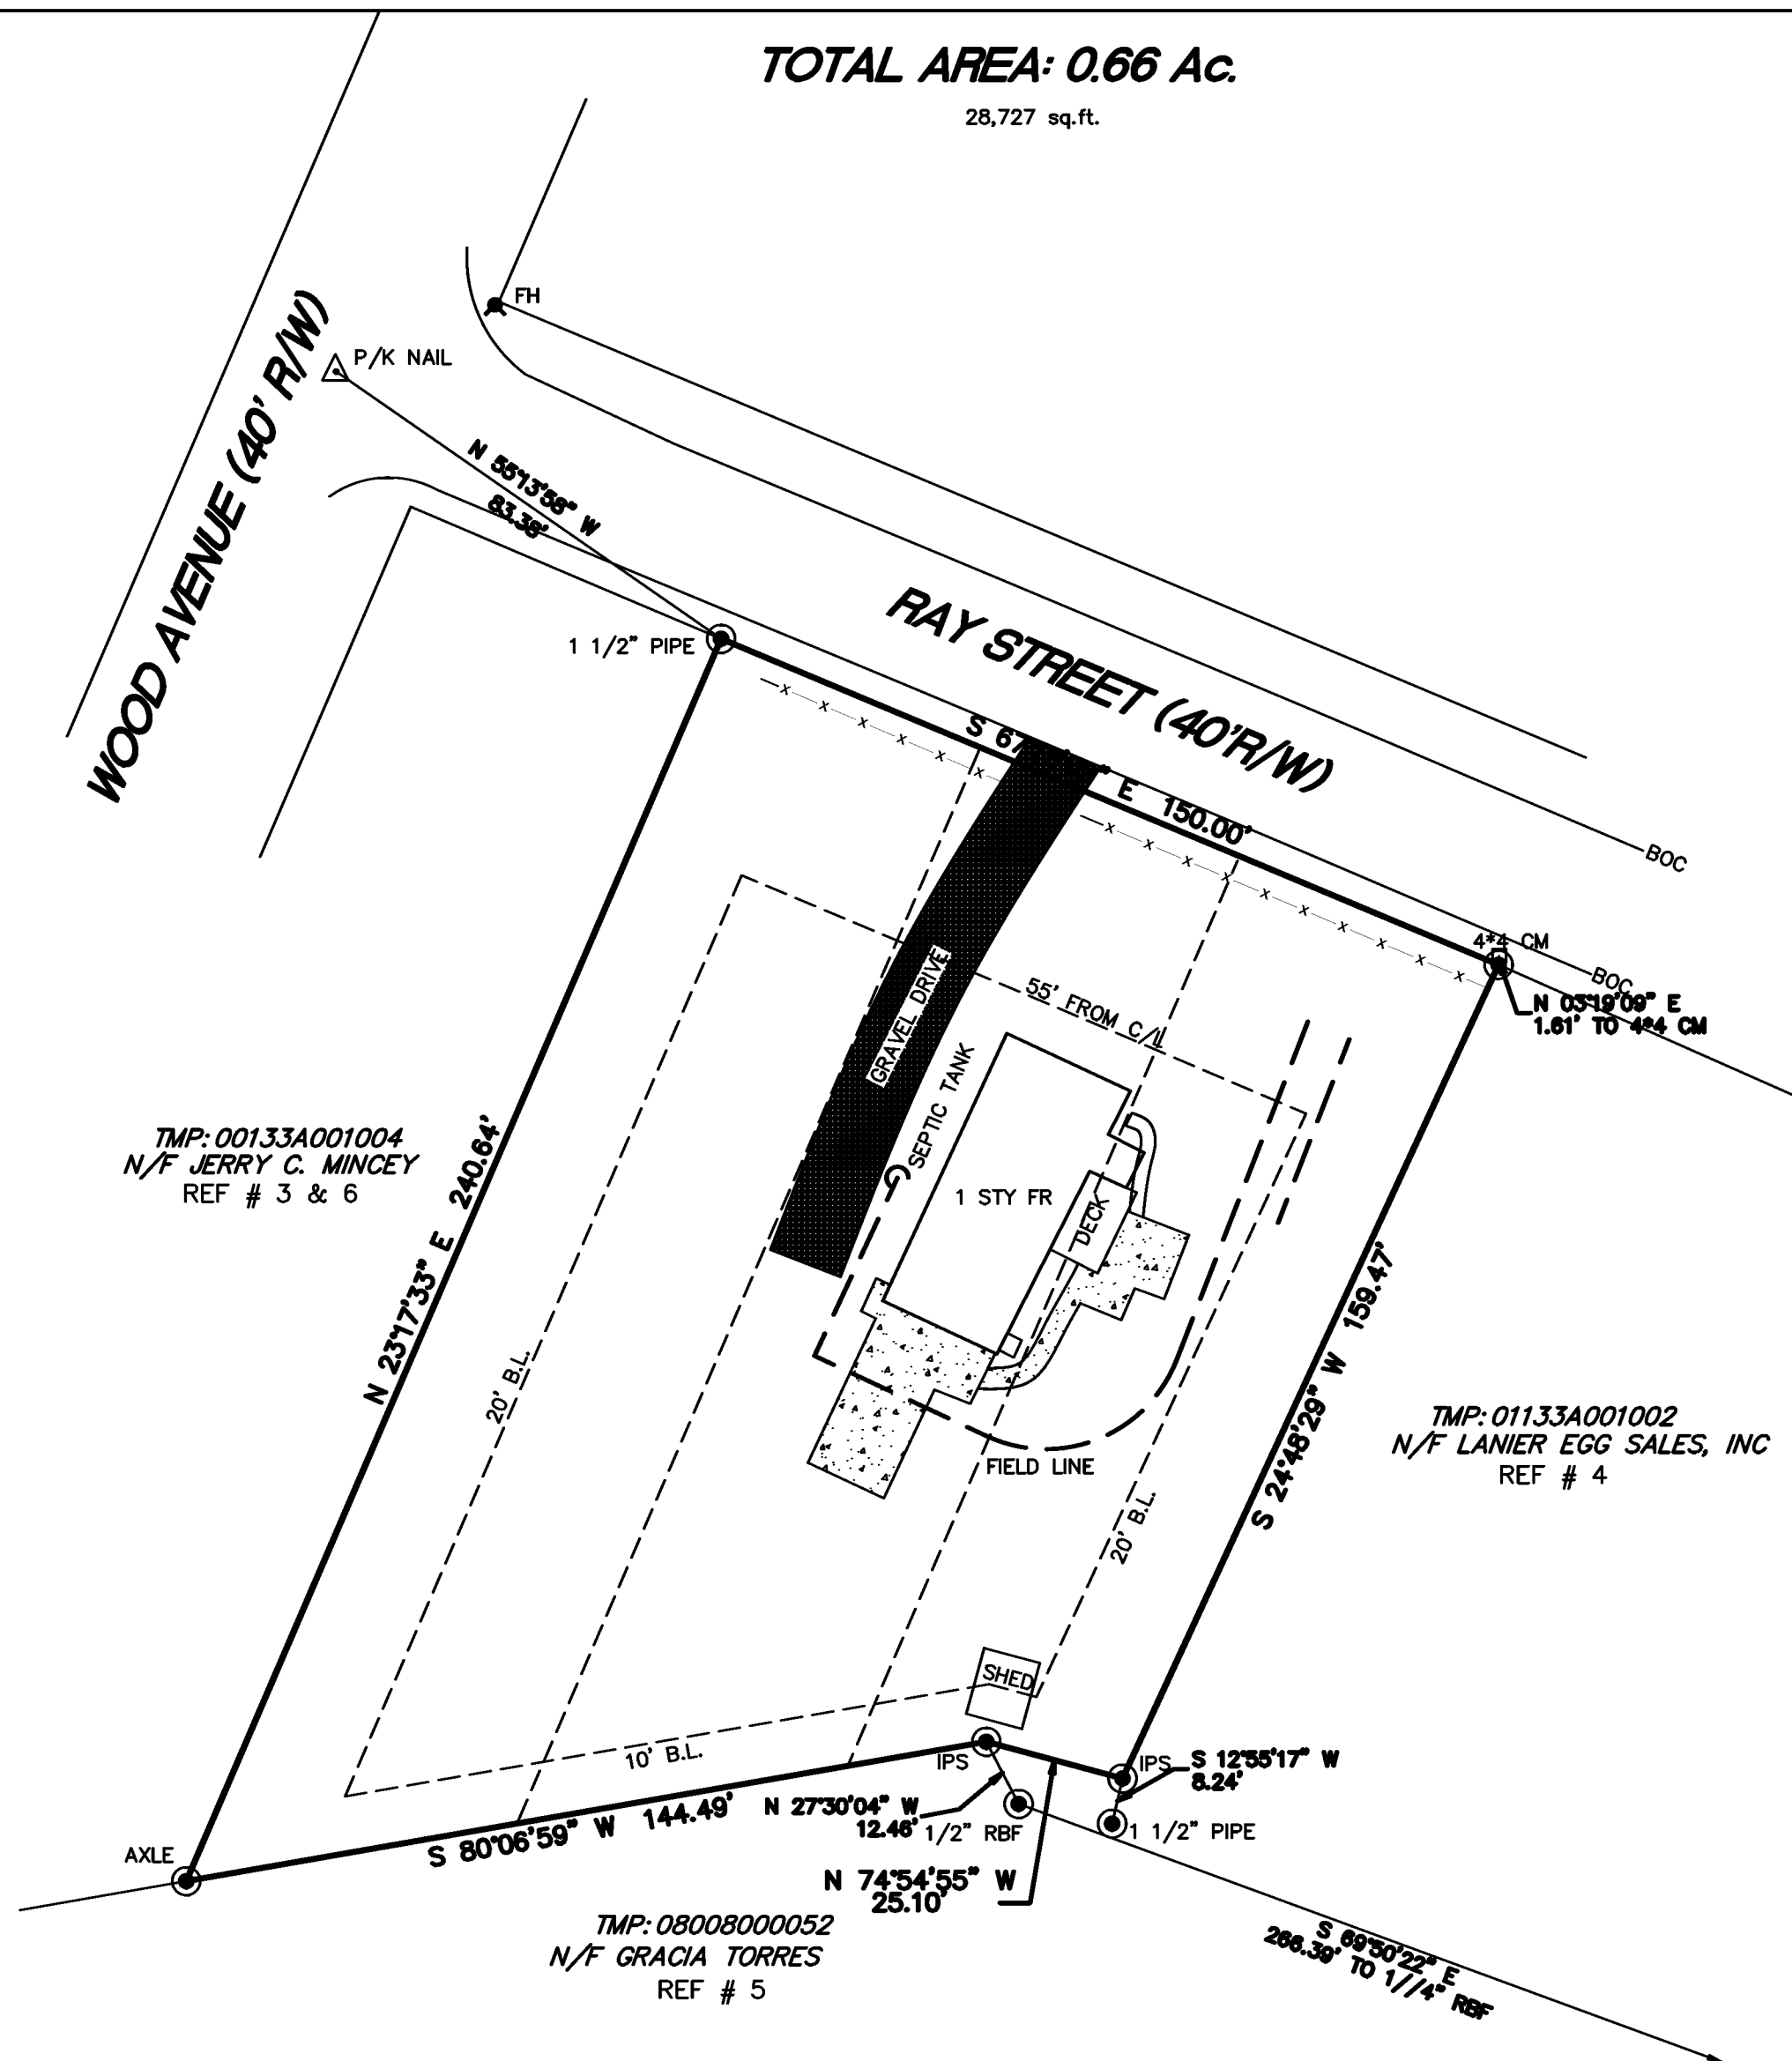 TOTAL AREA: 0.66 Ac.
28,727 sq.ft.
FH
P/K NAIL
WOOD AVENUE (40' R/W)
N 55°13'58" W
83.38'
RAY STREET (40'R/W)
1 1/2" PIPE
S 67
E 150.00'
BOC
4*4 CM
BOC
N 03°19'09" E
1.61' TO 4*4 CM
55' FROM C/L
GRAVEL DRIVE
SEPTIC TANK
1 STY FR
DECK
TMP: 00133A001004
N/F JERRY C. MINCEY
REF # 3 & 6
N 23°17'33" E 240.64'
20' B.L.
S 24°48'29" W 159.47'
TMP: 01133A001002
N/F LANIER EGG SALES, INC
REF # 4
FIELD LINE
20' B.L.
SHED
10' B.L.
IPS
IPS
S 12°55'17" W
8.24'
N 27°30'04" W
12.46'
1/2" RBF
1 1/2" PIPE
S 80°06'59" W 144.49'
AXLE
N 74°54'55" W
25.10'
TMP: 08008000052
N/F GRACIA TORRES
REF # 5
S 69°50'22" E
266.39' TO 1//4" RBF